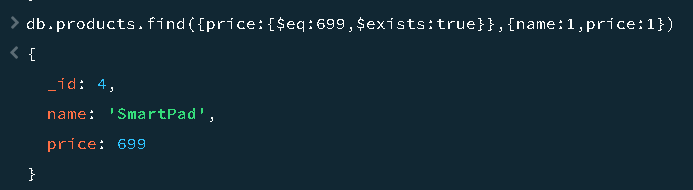 }
> db.products.find({price:{$eq:699,$exists:true}},{name:1,price:1})
< {
_id: 4,
name: 'SmartPad',
price: 699
}